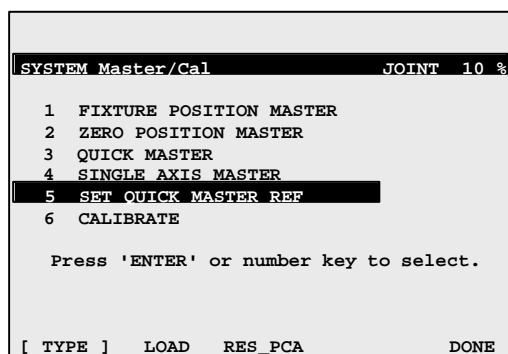 SYSTEM Master/Cal JOINT 10 %
1 FIXTURE POSITION MASTER
2 ZERO POSITION MASTER
3 QUICK MASTER
4 SINGLE AXIS MASTER
5 SET QUICK MASTER REF
6 CALIBRATE
Press 'ENTER' or number key to select.
[ TYPE ] LOAD RES_PCA DONE